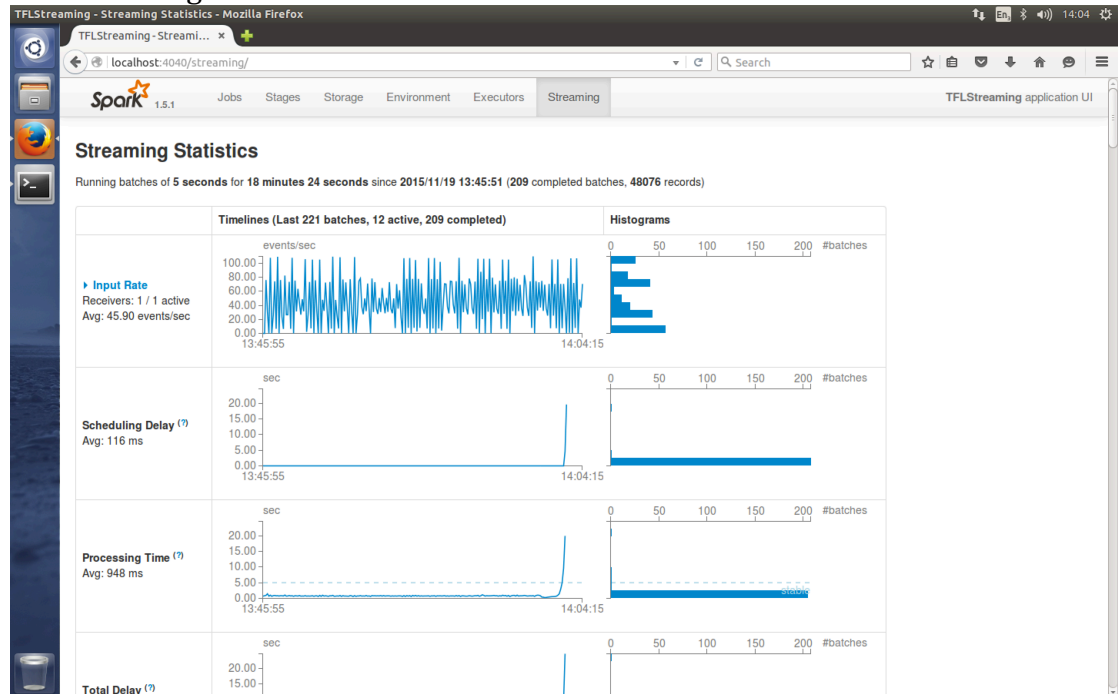 TFLStreaming - Streaming Statistics - Mozilla Firefox
En
14:04
TFLStreaming - Streami... ×
localhost:4040/streaming/
Search
Spark 1.5.1
Jobs Stages Storage Environment Executors Streaming
TFLStreaming application UI
Streaming Statistics
Running batches of 5 seconds for 18 minutes 24 seconds since 2015/11/19 13:45:51 (209 completed batches, 48076 records)
Timelines (Last 221 batches, 12 active, 209 completed) Histograms
events/sec 0 50 100 150 200 #batches
100.00
80.00
Input Rate
60.00
Receivers: 1 / 1 active
40.00
Avg: 45.90 events/sec
20.00
0.00
13:45:55 14:04:15
sec 0 50 100 150 200 #batches
20.00
15.00
Scheduling Delay (?)
10.00
Avg: 116 ms
5.00
0.00
13:45:55 14:04:15
sec 0 50 100 150 200 #batches
20.00
15.00
Processing Time (?)
10.00
Avg: 948 ms
5.00
stable
0.00
13:45:55 14:04:15
sec 0 50 100 150 200 #batches
20.00
15.00
Total Delay (?)